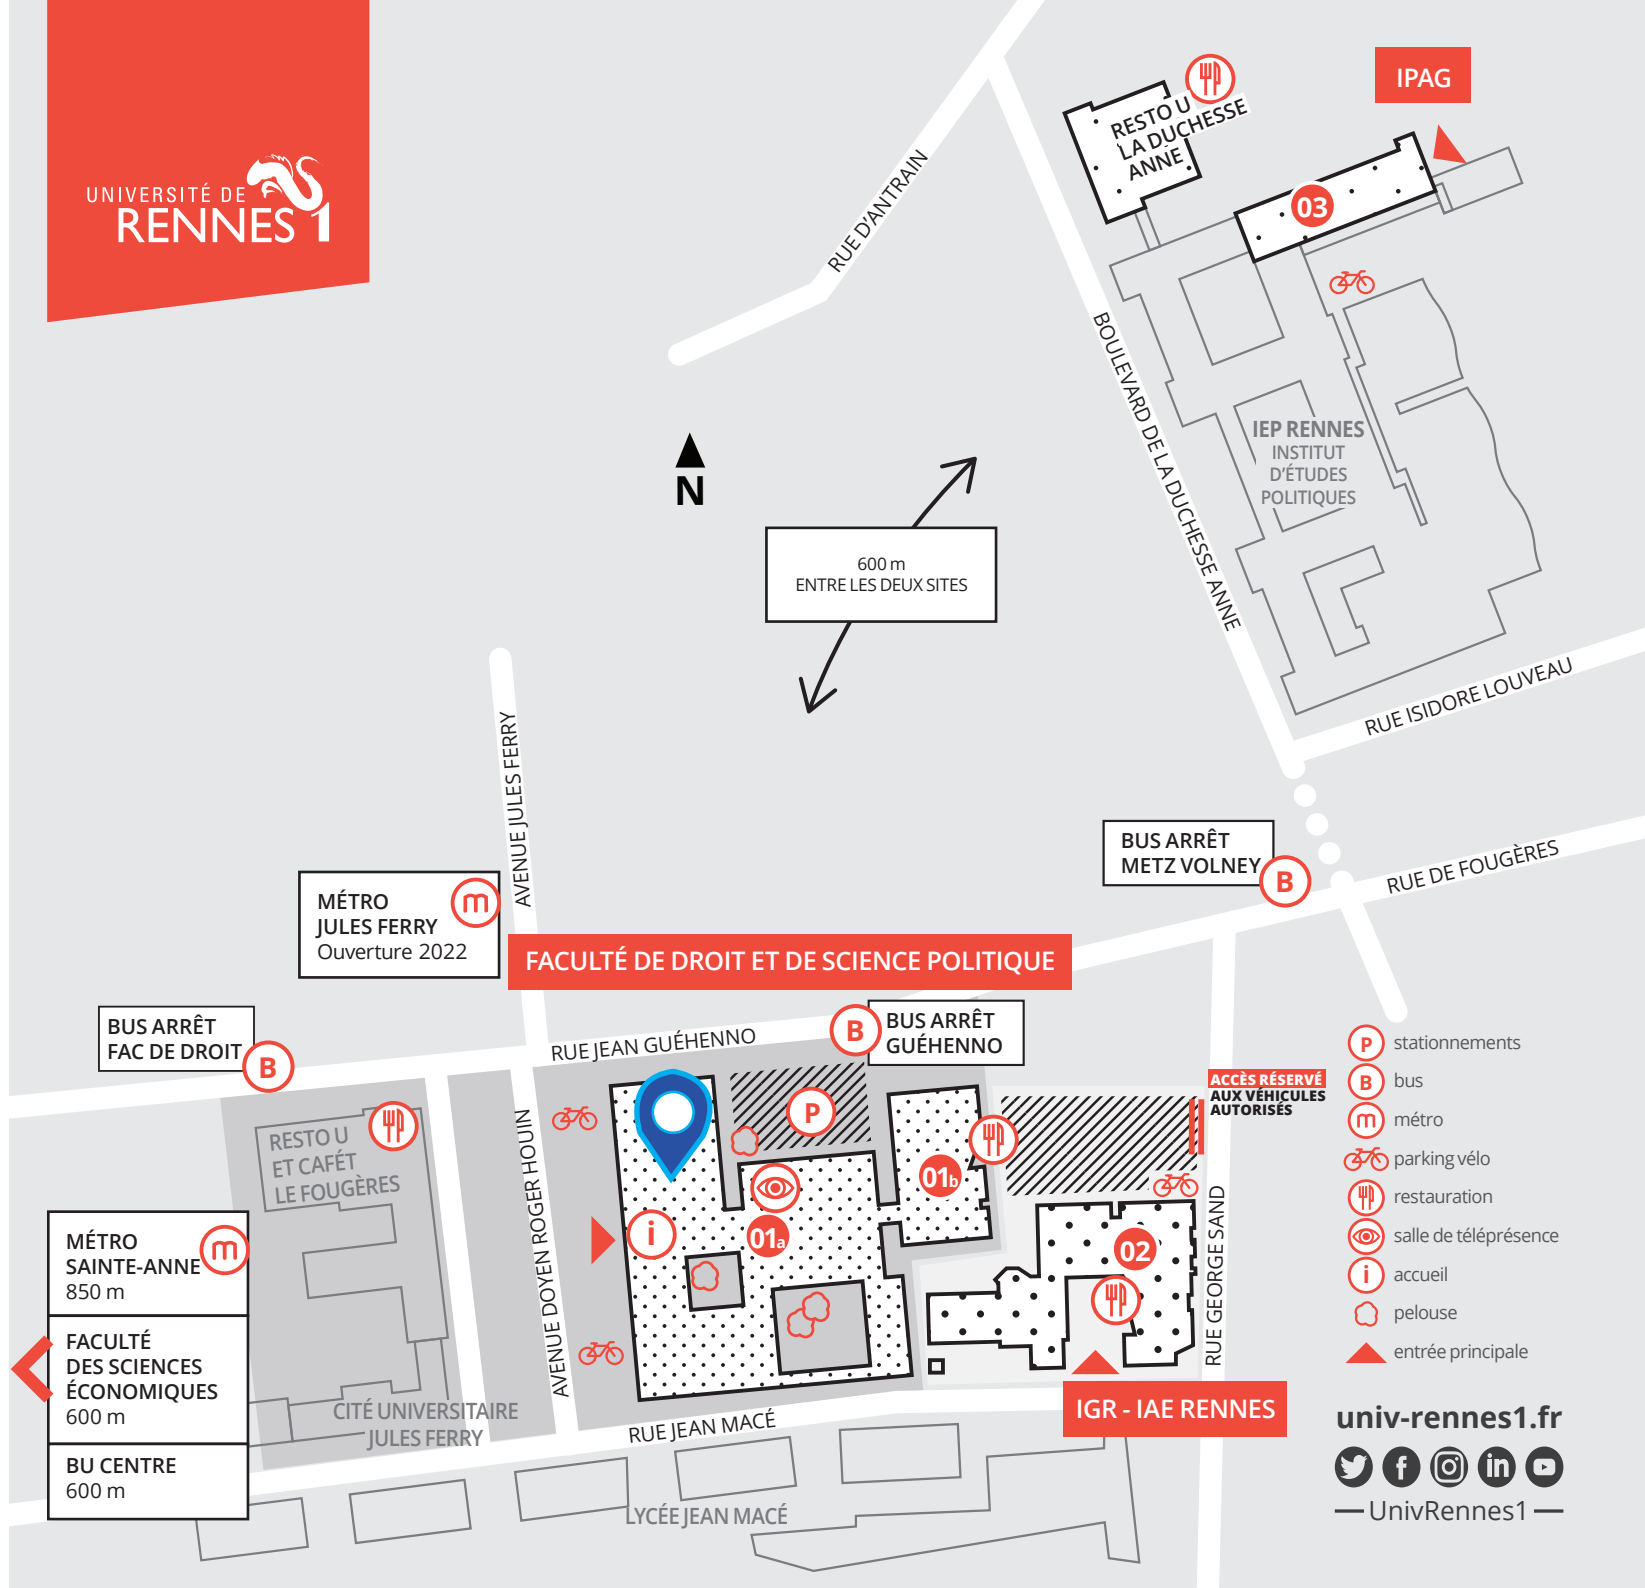 UNIVERSITÉ DE
RENNES 1
IPAG
RESTO U
LA DUCHESSE
ANNE
03
RUE D'ANTRAIN
BOULEVARD DE LA DUCHESSE ANNE
IEP RENNES
INSTITUT
D'ÉTUDES
POLITIQUES
N
600 m
ENTRE LES DEUX SITES
RUE ISIDORE LOUVEAU
AVENUE JULES FERRY
BUS ARRÊT
METZ VOLNEY
B
RUE DE FOUGÈRES
MÉTRO
JULES FERRY
Ouverture 2022
m
FACULTÉ DE DROIT ET DE SCIENCE POLITIQUE
BUS ARRÊT
FAC DE DROIT
B
RUE JEAN GUÉHENNO
B
BUS ARRÊT
GUÉHENNO
ACCÈS RÉSERVÉ
AUX VÉHICULES
AUTORISÉS
P
RESTO U
ET CAFÉT
LE FOUGÈRES
AVENUE DOYEN ROGER HOUIN
01b
i
01a
02
RUE GEORGE SAND
MÉTRO
SAINTE-ANNE
850 m
m
FACULTÉ
DES SCIENCES
ÉCONOMIQUES
600 m
BU CENTRE
600 m
CITÉ UNIVERSITAIRE
JULES FERRY
RUE JEAN MACÉ
IGR - IAE RENNES
LYCÉE JEAN MACÉ
P stationnements
B bus
m métro
parking vélo
restauration
salle de téléprésence
i accueil
pelouse
entrée principale
univ-rennes1.fr
f in
UnivRennes1